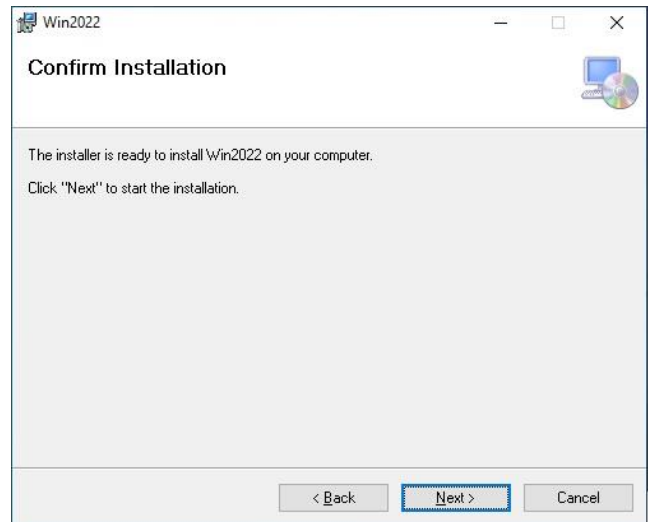 Win2022
Confirm Installation
The installer is ready to install Win2022 on your computer.
Click "Next" to start the installation.
< Back
Next >
Cancel